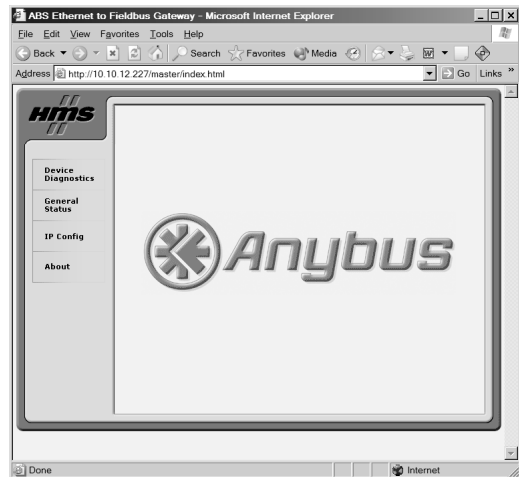 ABS Ethernet to Fieldbus Gateway - Microsoft Internet Explorer
File Edit View Favorites Tools Help
Back Search Favorites Media W
Address http://10.10.12.227/master/index.html Go Links »
HMS
Device
Diagnostics
General
Status
IP Config
About
Anybus
Done Internet